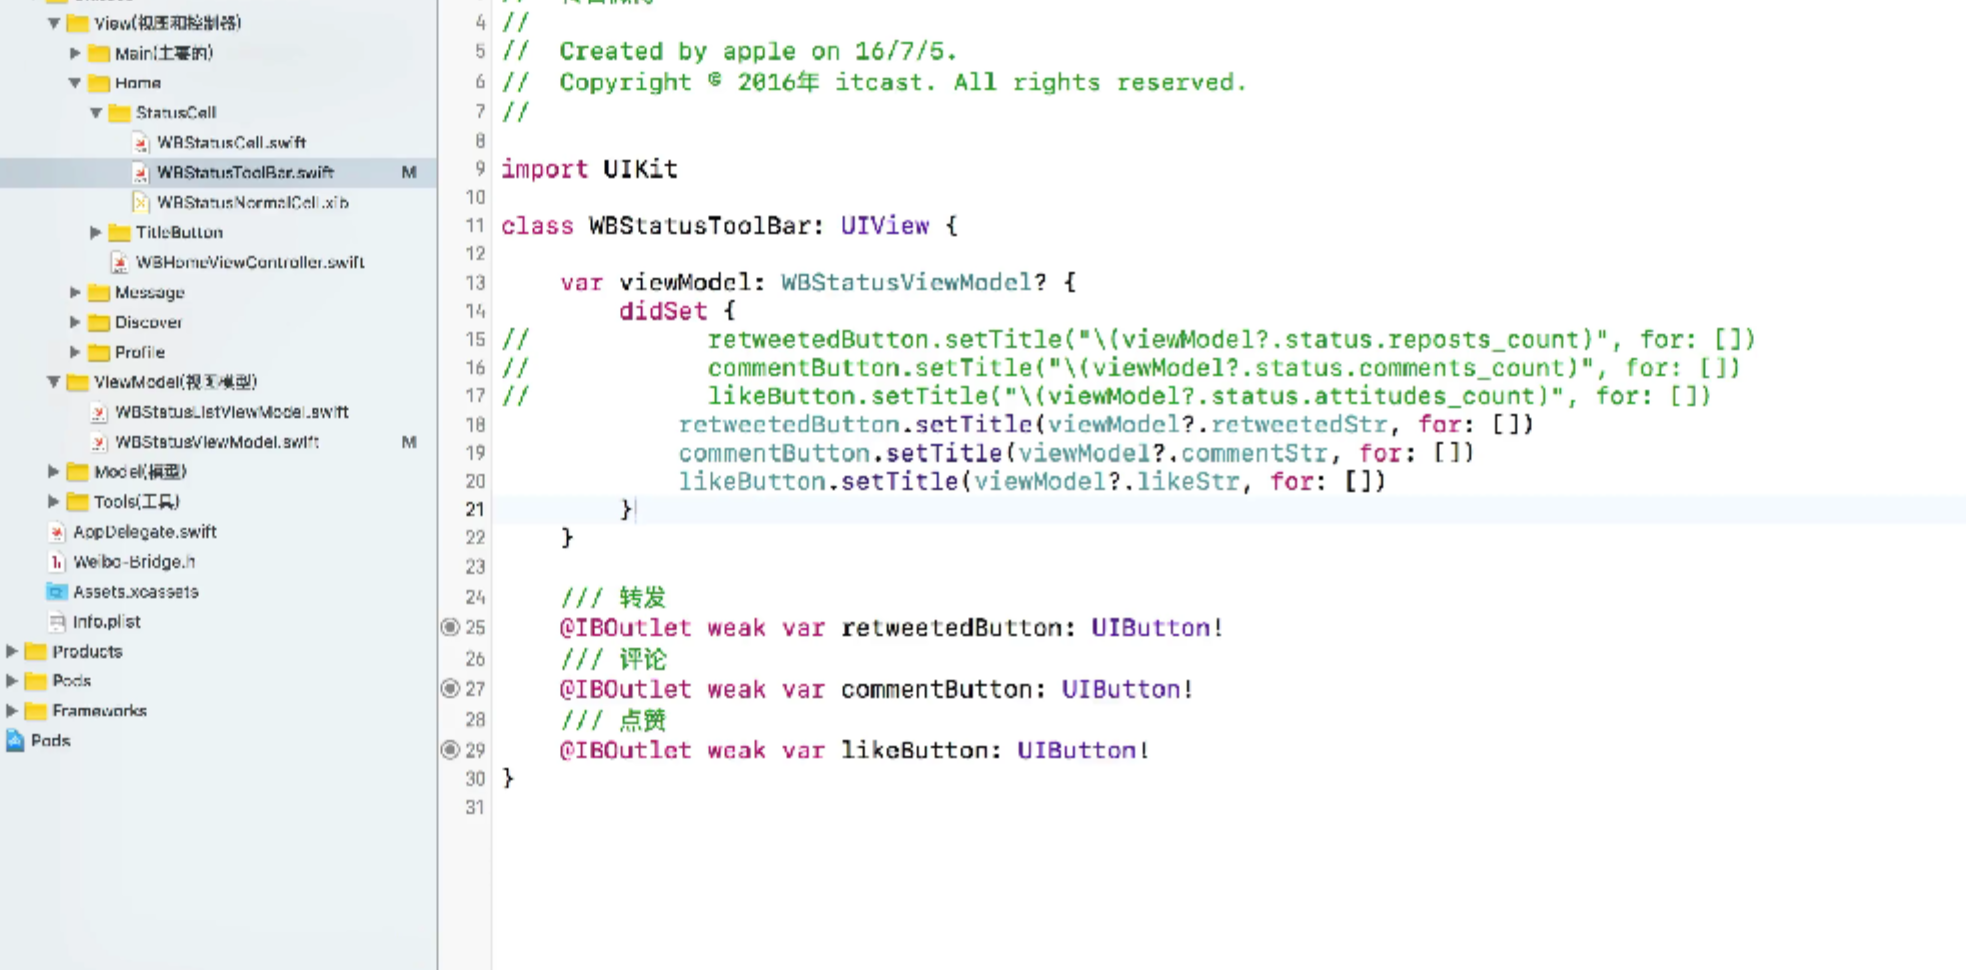 View(视图和控制器)
Main(主要的)
Home
StatusCell
WBStatusCell.swift
WBStatusToolBar.swift M
WBStatusNormalCell.xib
TitleButton
WBHomeViewController.swift
Message
Discover
Profile
ViewModel(视图模型)
WBStatusListViewModel.swift
WBStatusViewModel.swift M
Model(模型)
Tools(工具)
AppDelegate.swift
Weibo-Bridge.h
Assets.xcassets
Info.plist
Products
Pods
Frameworks
Pods
4 //
5 //  Created by apple on 16/7/5.
6 //  Copyright © 2016年 itcast. All rights reserved.
7 //
8
9 import UIKit
10
11 class WBStatusToolBar: UIView {
12
13     var viewModel: WBStatusViewModel? {
14         didSet {
15 //            retweetedButton.setTitle("\(viewModel?.status.reposts_count)", for: [])
16 //            commentButton.setTitle("\(viewModel?.status.comments_count)", for: [])
17 //            likeButton.setTitle("\(viewModel?.status.attitudes_count)", for: [])
18             retweetedButton.setTitle(viewModel?.retweetedStr, for: [])
19             commentButton.setTitle(viewModel?.commentStr, for: [])
20             likeButton.setTitle(viewModel?.likeStr, for: [])
21         }
22     }
23
24     /// 转发
25     @IBOutlet weak var retweetedButton: UIButton!
26     /// 评论
27     @IBOutlet weak var commentButton: UIButton!
28     /// 点赞
29     @IBOutlet weak var likeButton: UIButton!
30 }
31